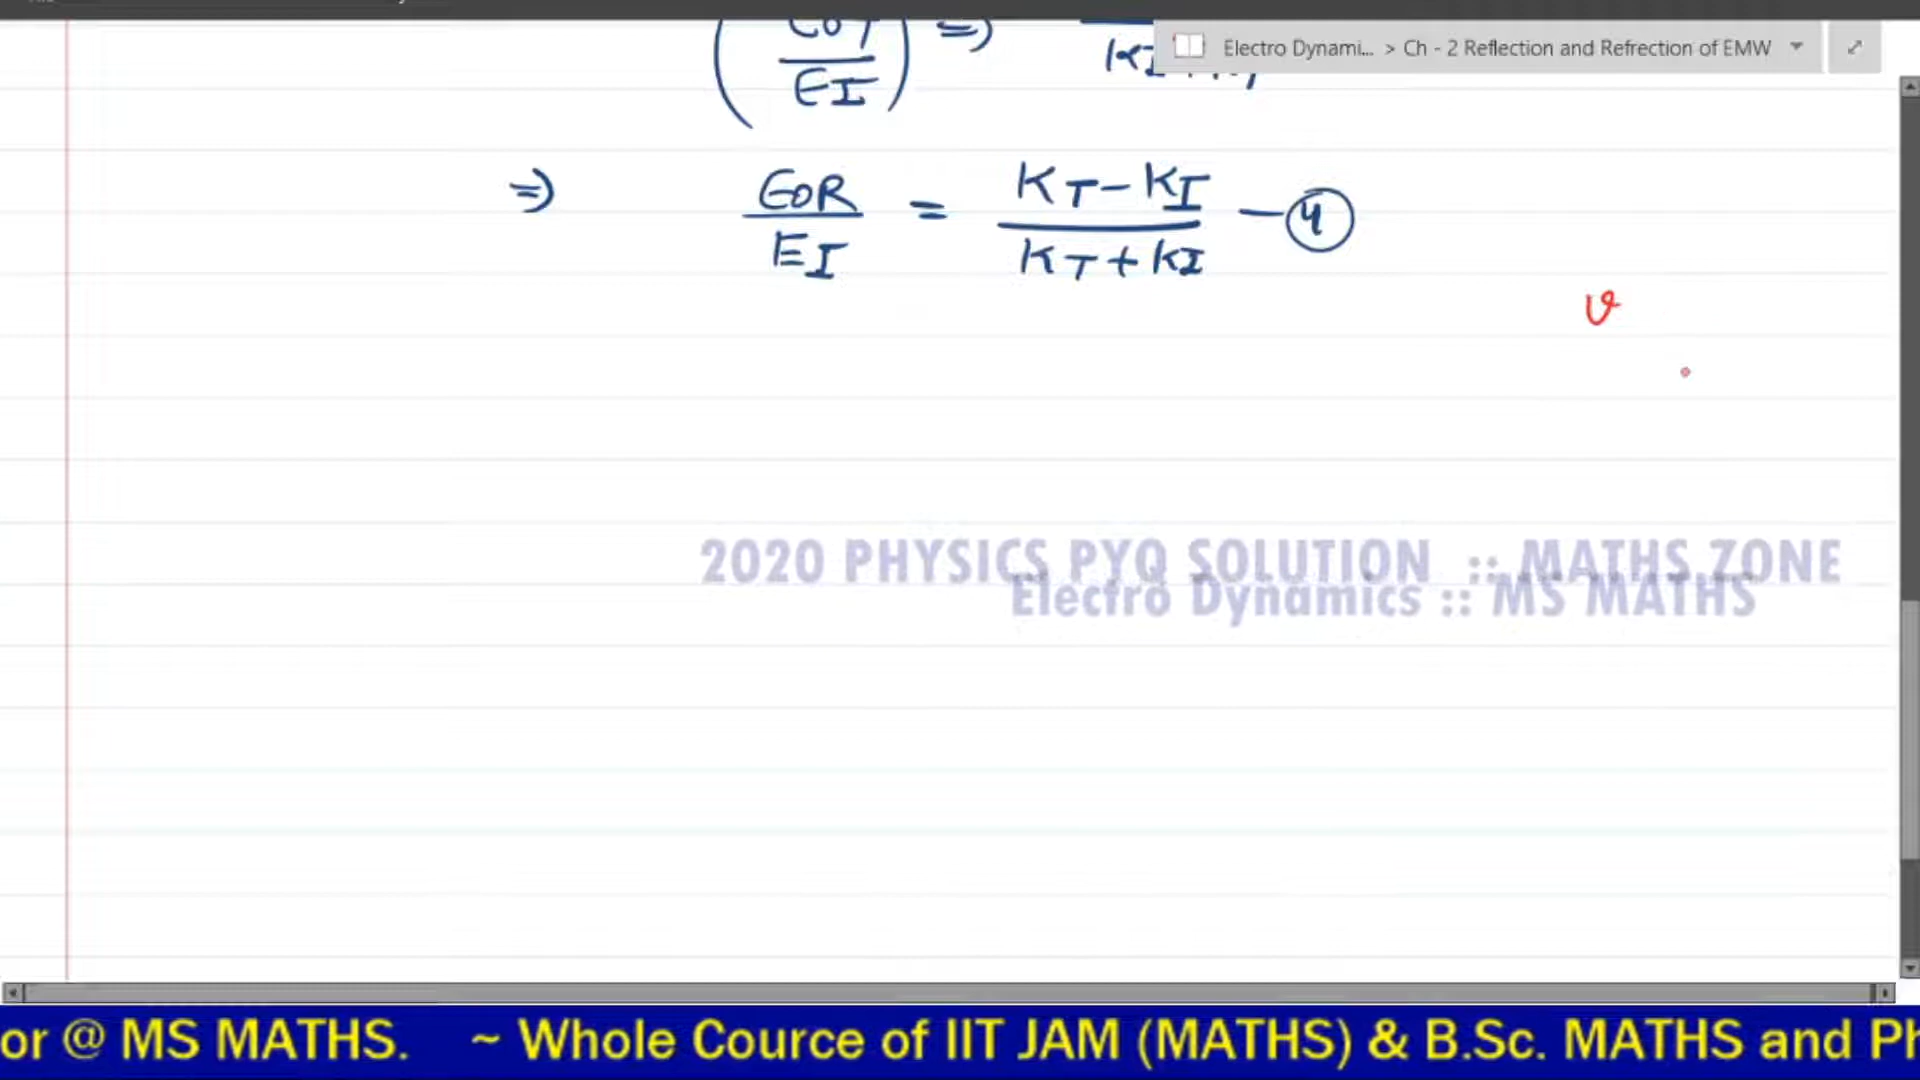 Electro Dynami... > Ch - 2 Reflection and Refrection of EMW
EI ⇒
⇒ EOR / EI = KT - KI / KT + KI - ④
v
2020 PHYSICS PYQ SOLUTION :: MATHS ZONE
Electro Dynamics :: MS MATHS
or @ MS MATHS. ~ Whole Cource of IIT JAM (MATHS) & B.Sc. MATHS and Ph